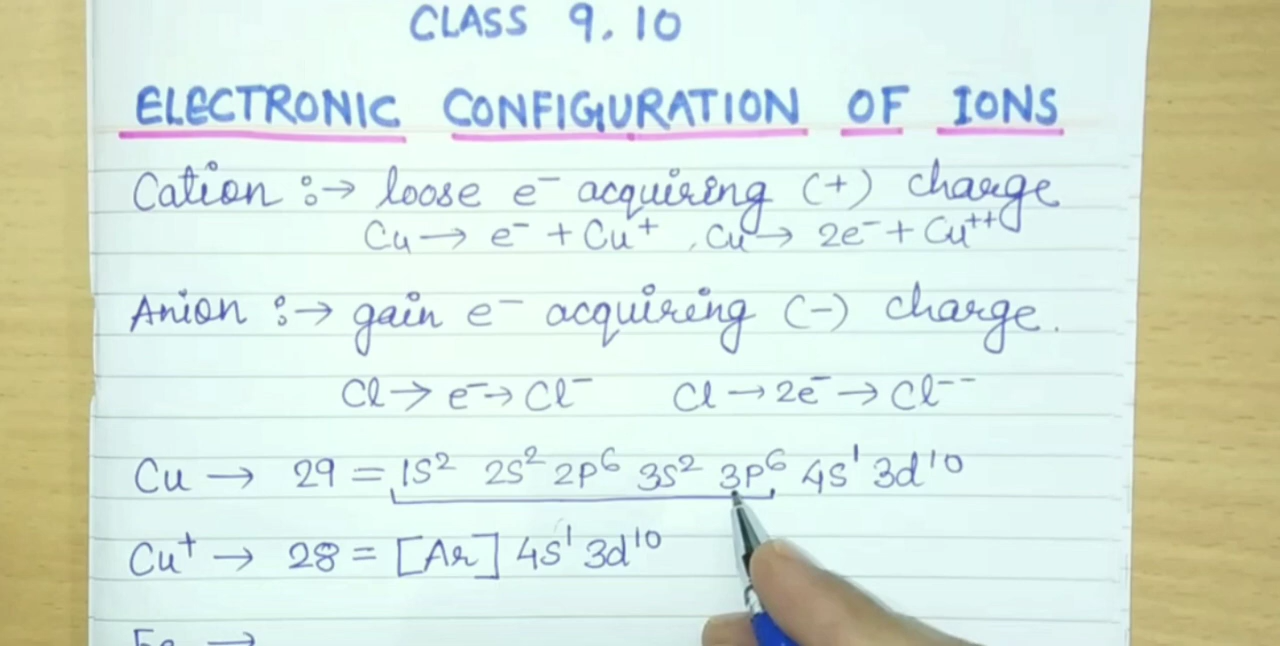 CLASS 9, 10
ELECTRONIC CONFIGURATION OF IONS
Cation :→ loose e⁻ acquiring (+) charge
Cu → e⁻ + Cu⁺ , Cu → 2e⁻ + Cu⁺⁺
Anion :→ gain e⁻ acquiring (-) charge.
Cl → e⁻ → Cl⁻ Cl → 2e⁻ → Cl⁻⁻
Cu → 29 = 1S² 2S² 2P⁶ 3S² 3P⁶ 4S¹ 3d¹⁰
Cu⁺ → 28 = [Ar] 4S¹ 3d¹⁰
Fe →